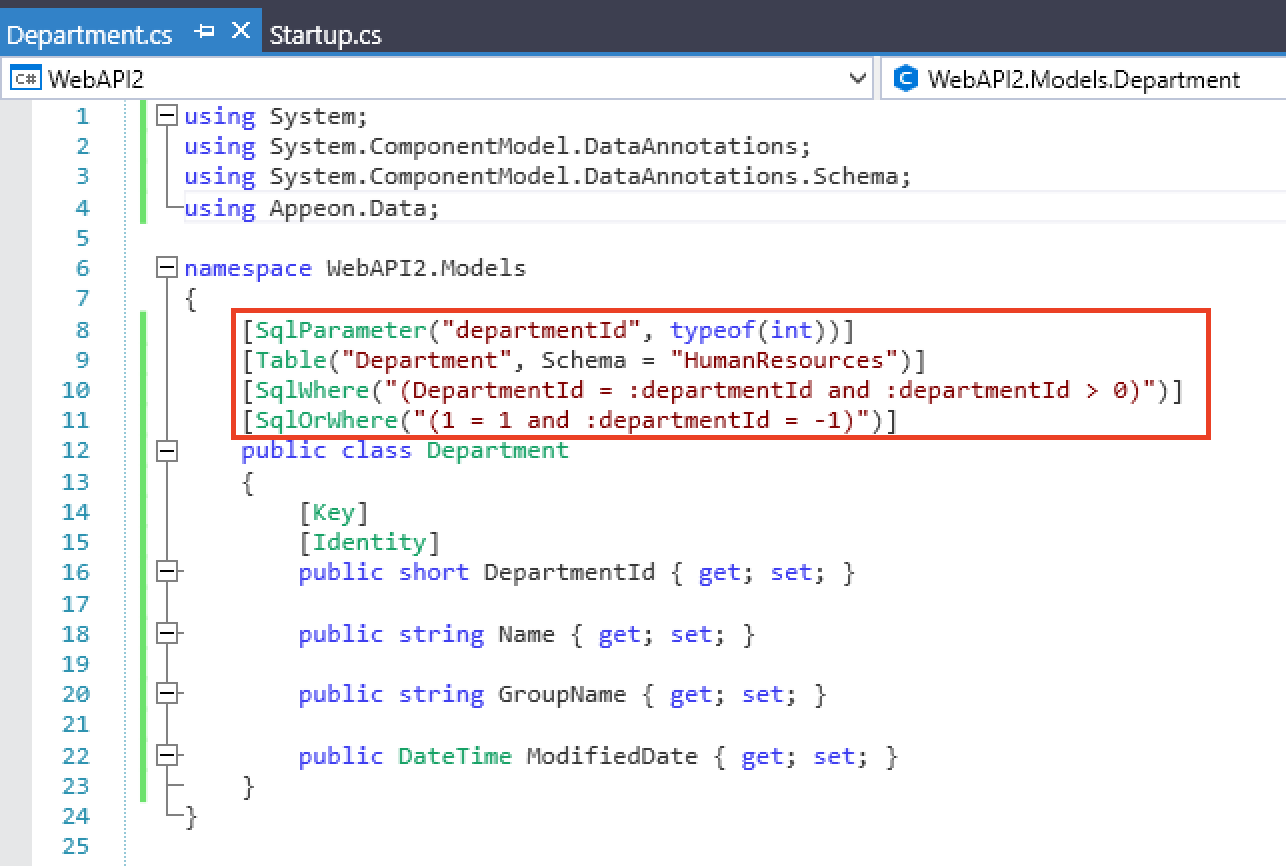 Department.cs Startup.cs
C# WebAPI2 C WebAPI2.Models.Department
1 using System;
2 using System.ComponentModel.DataAnnotations;
3 using System.ComponentModel.DataAnnotations.Schema;
4 using Appeon.Data;
5
6 namespace WebAPI2.Models
7 {
8 [SqlParameter("departmentId", typeof(int))]
9 [Table("Department", Schema = "HumanResources")]
10 [SqlWhere("(DepartmentId = :departmentId and :departmentId > 0)")]
11 [SqlOrWhere("(1 = 1 and :departmentId = -1)")]
12 public class Department
13 {
14 [Key]
15 [Identity]
16 public short DepartmentId { get; set; }
17
18 public string Name { get; set; }
19
20 public string GroupName { get; set; }
21
22 public DateTime ModifiedDate { get; set; }
23 }
24 }
25